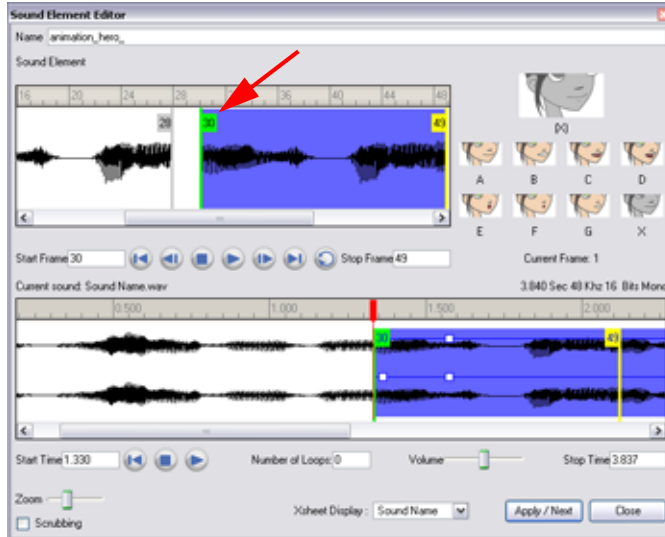 Sound Element Editor
Name animation_hero_
Sound Element
16 20 24 28 32 36 40 44 48
28 30 49
[X]
A B C D
E F G X
Start Frame 30 Stop Frame 49 Current Frame: 1
Current sound: Sound Name.wav 3.840 Sec 48 Khz 16 Bits Mono
0.500 1.000 1.500 2.000
30 49
Start Time 1.330 Number of Loops: 0 Volume Stop Time 3.837
Zoom
Xsheet Display : Sound Name Apply / Next Close
Scrubbing